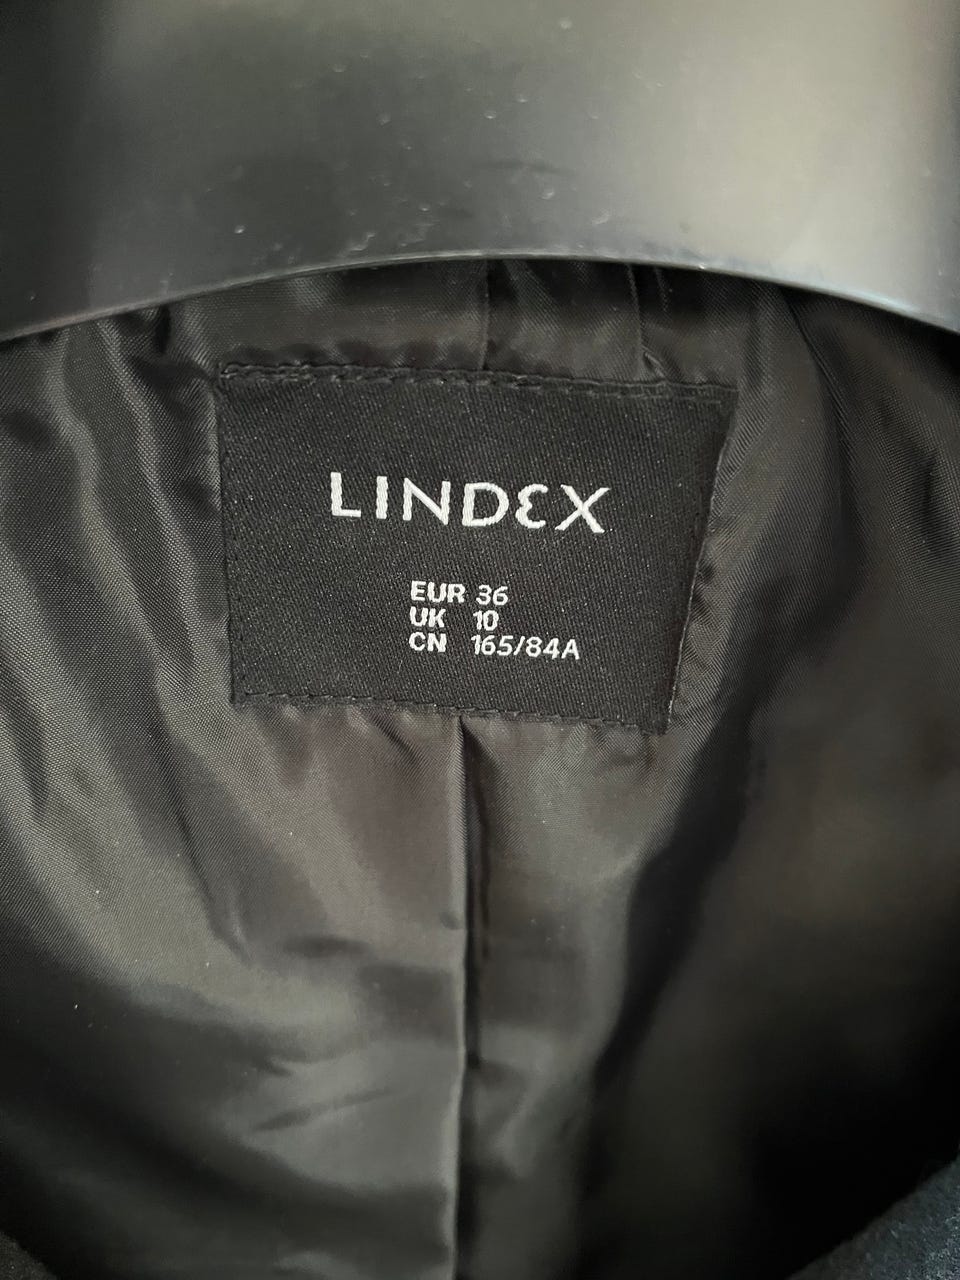 LINDEX
EUR 36
UK 10
CN 165/84A